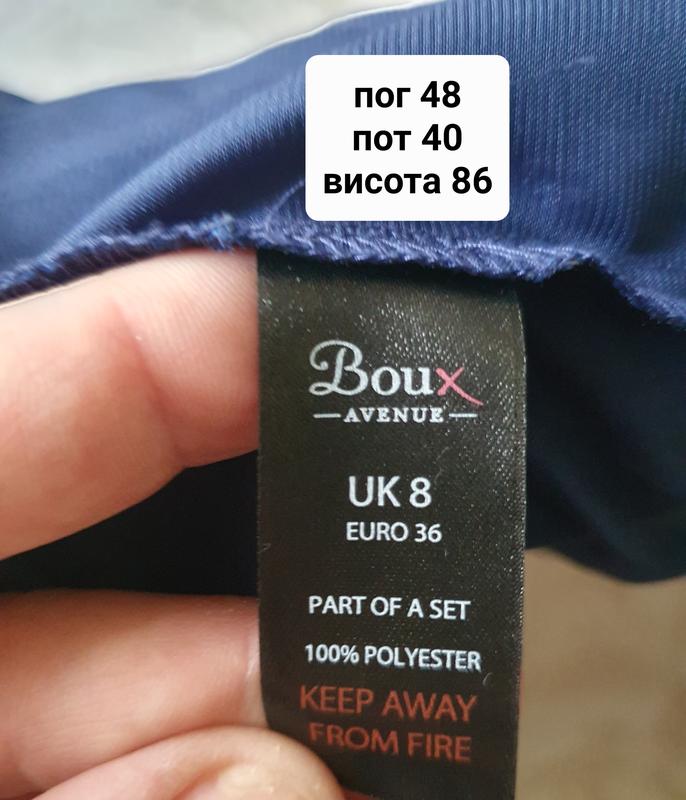 пог 48
пот 40
висота 86
Boux
AVENUE
UK 8
EURO 36
PART OF A SET
100% POLYESTER
KEEP AWAY
FROM FIRE